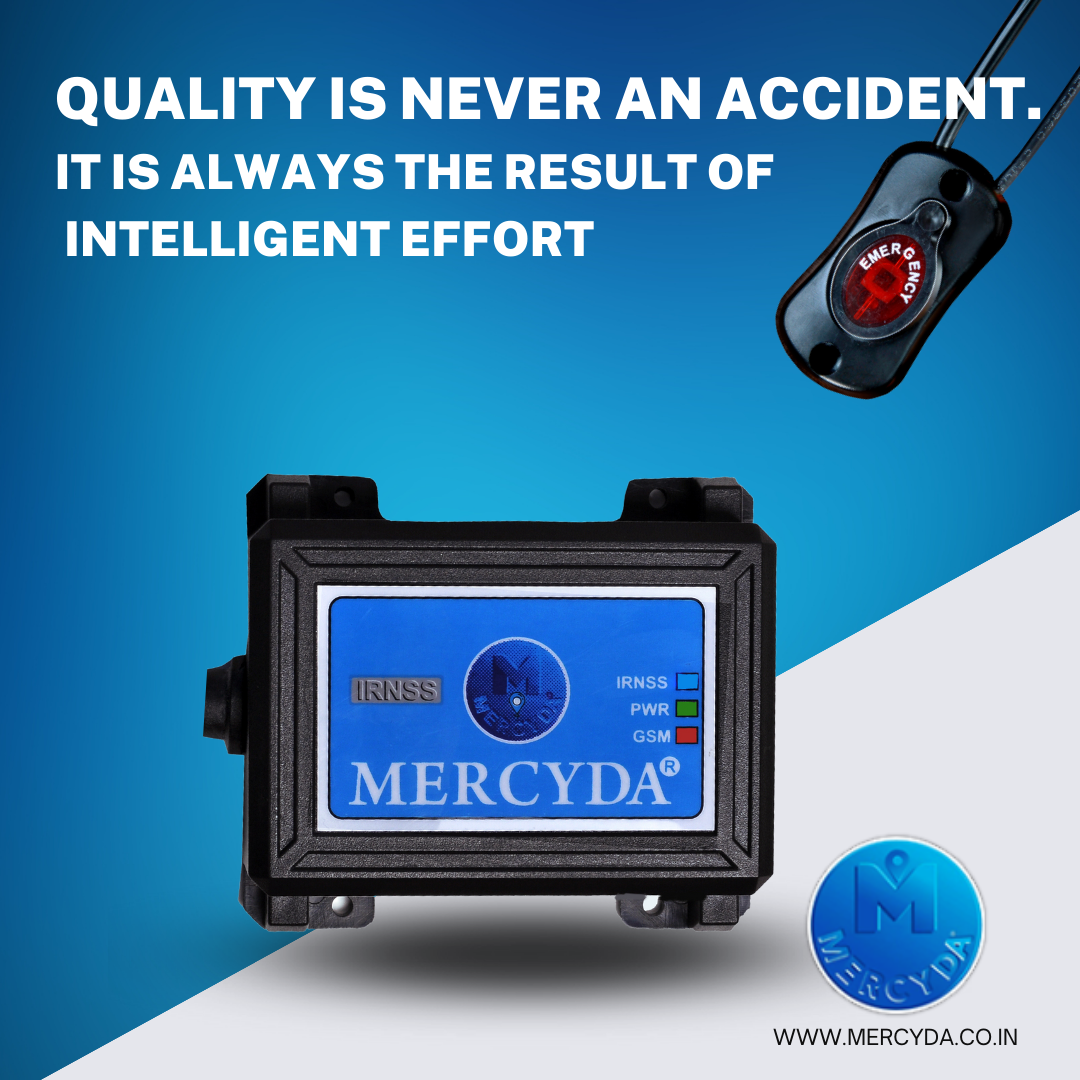 QUALITY IS NEVER AN ACCIDENT.
IT IS ALWAYS THE RESULT OF
INTELLIGENT EFFORT
EMERGENCY
IRNSS
M
MERCYDA
IRNSS
PWR
GSM
MERCYDA®
M
MERCYDA
WWW.MERCYDA.CO.IN